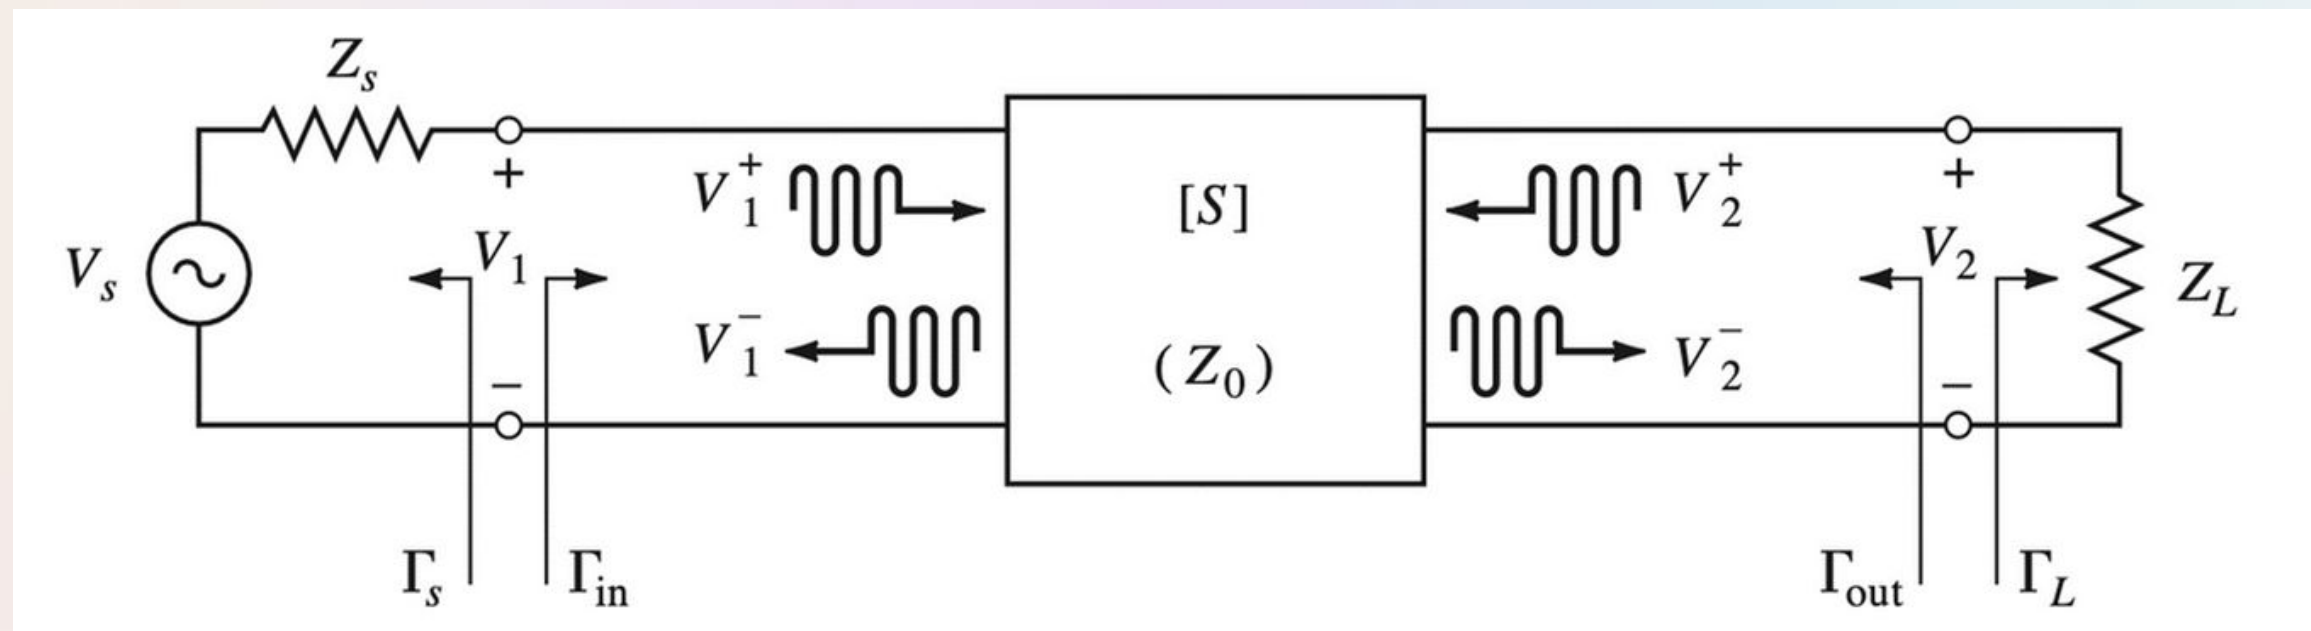 Z_s
V_s
+
V_1
−
Γ_s
Γ_in
V_1^+
V_1^−
[S]
(Z_0)
V_2^+
V_2^−
+
V_2
−
Γ_out
Γ_L
Z_L